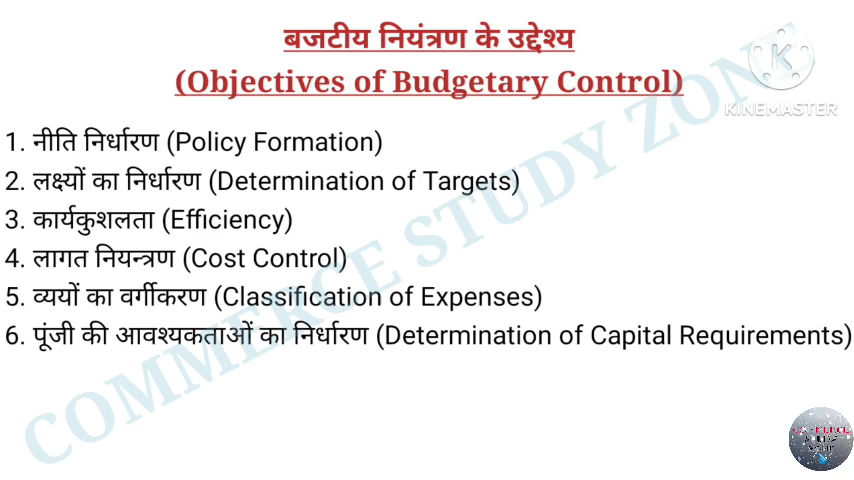 बजटीय नियंत्रण के उद्देश्य
(Objectives of Budgetary Control)
K
KINEMASTER
1. नीति निर्धारण (Policy Formation)
2. लक्ष्यों का निर्धारण (Determination of Targets)
3. कार्यकुशलता (Efficiency)
4. लागत नियन्त्रण (Cost Control)
5. व्ययों का वर्गीकरण (Classification of Expenses)
6. पूंजी की आवश्यकताओं का निर्धारण (Determination of Capital Requirements)
COMMERCE STUDY ZONE